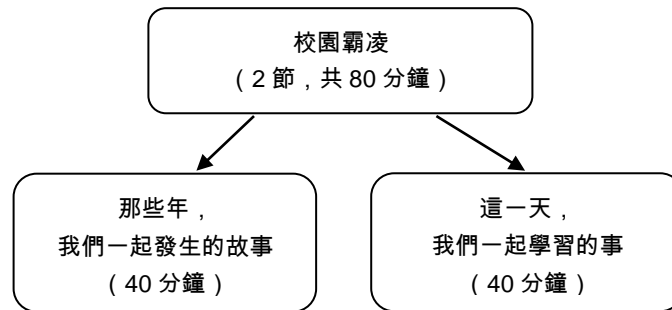 校園霸凌
（2 節，共 80 分鐘）
那些年，
我們一起發生的故事
（40 分鐘）
這一天，
我們一起學習的事
（40 分鐘）